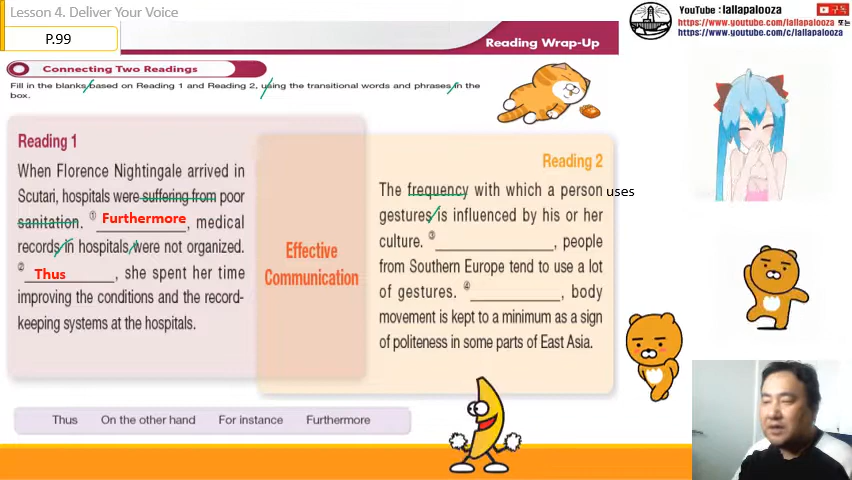 Lesson 4. Deliver Your Voice
P.99
YouTube : lallapalooza
구독
https://www.youtube.com/lallapalooza 또는
https://www.youtube.com/c/lallapalooza
Reading Wrap-Up
Connecting Two Readings
Fill in the blanks based on Reading 1 and Reading 2, using the transitional words and phrases in the
box.
Reading 1
When Florence Nightingale arrived in
Scutari, hospitals were suffering from poor
sanitation. ① Furthermore, medical
records in hospitals were not organized.
② Thus, she spent her time
improving the conditions and the record-
keeping systems at the hospitals.
Effective
Communication
Reading 2
The frequency with which a person uses
gestures is influenced by his or her
culture. ③ ____________, people
from Southern Europe tend to use a lot
of gestures. ④ ____________, body
movement is kept to a minimum as a sign
of politeness in some parts of East Asia.
Thus On the other hand For instance Furthermore